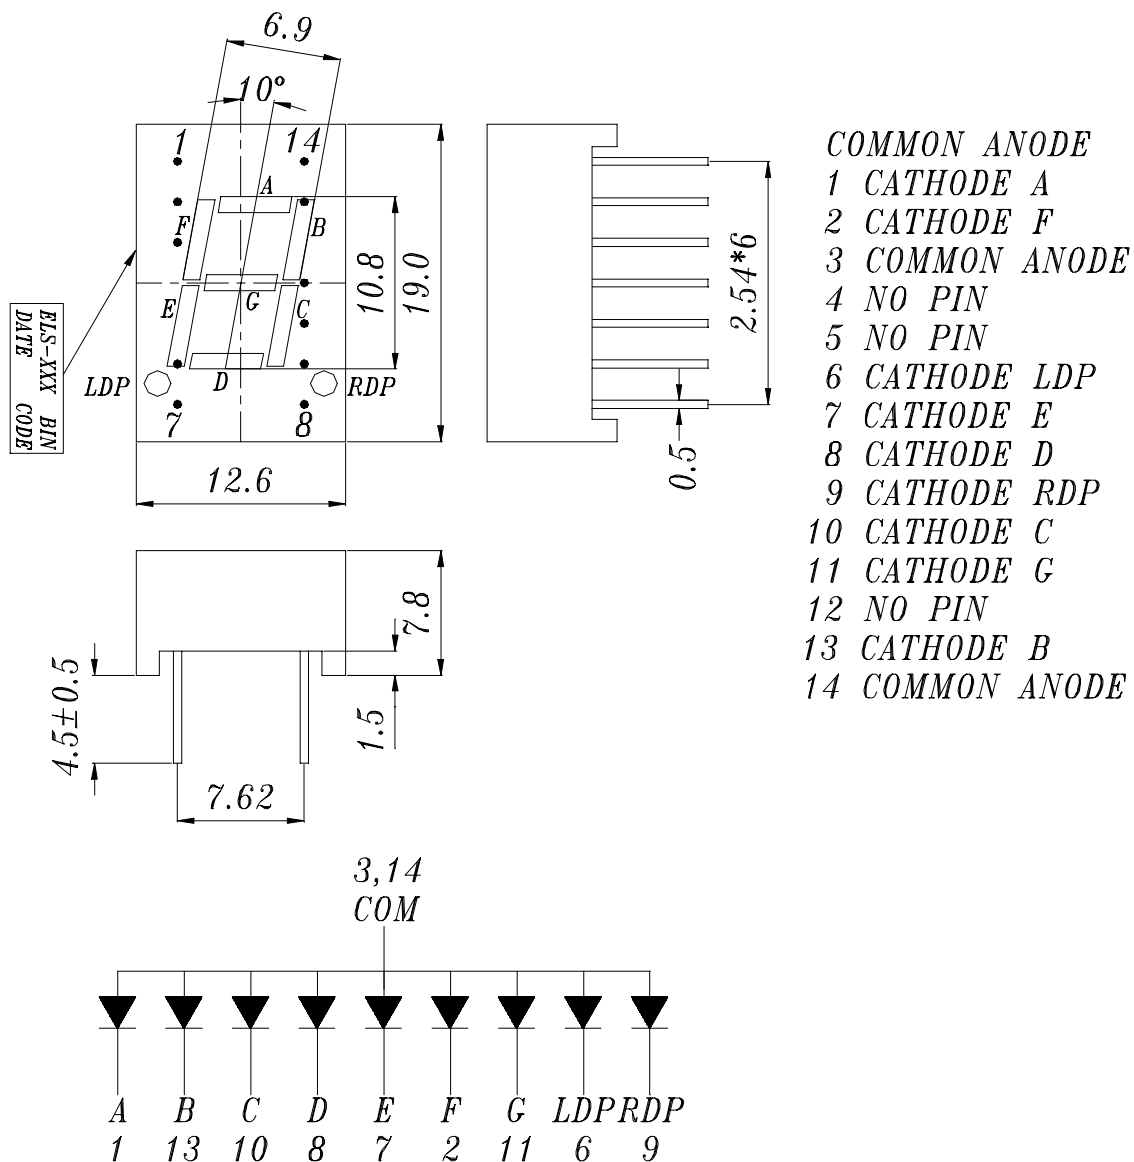 6.9
10°
1 14
A
F B
E G C
D
LDP RDP
7 8
10.8
19.0
12.6
ELS-XXX BIN
DATE CODE
2.54*6
0.5
COMMON ANODE
1 CATHODE A
2 CATHODE F
3 COMMON ANODE
4 NO PIN
5 NO PIN
6 CATHODE LDP
7 CATHODE E
8 CATHODE D
9 CATHODE RDP
10 CATHODE C
11 CATHODE G
12 NO PIN
13 CATHODE B
14 COMMON ANODE
7.8
4.5±0.5
1.5
7.62
3,14
COM
A B C D E F G LDP RDP
1 13 10 8 7 2 11 6 9